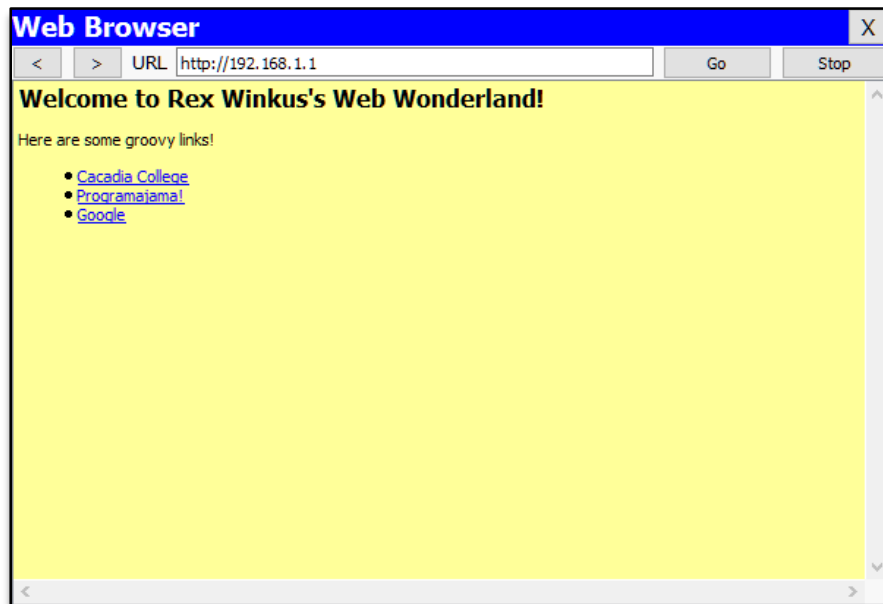 Web Browser X
< > URL http://192.168.1.1 Go Stop
Welcome to Rex Winkus's Web Wonderland!
Here are some groovy links!
• Cacadia College
• Programajama!
• Google